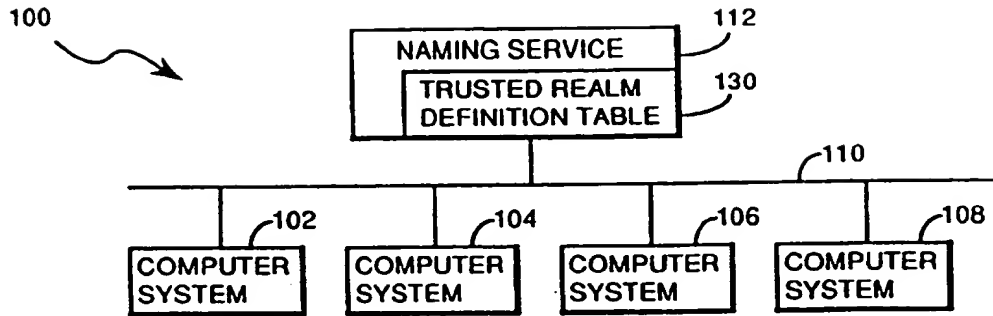 100
NAMING SERVICE
112
TRUSTED REALM
DEFINITION TABLE
130
110
102
104
106
108
COMPUTER
SYSTEM
COMPUTER
SYSTEM
COMPUTER
SYSTEM
COMPUTER
SYSTEM